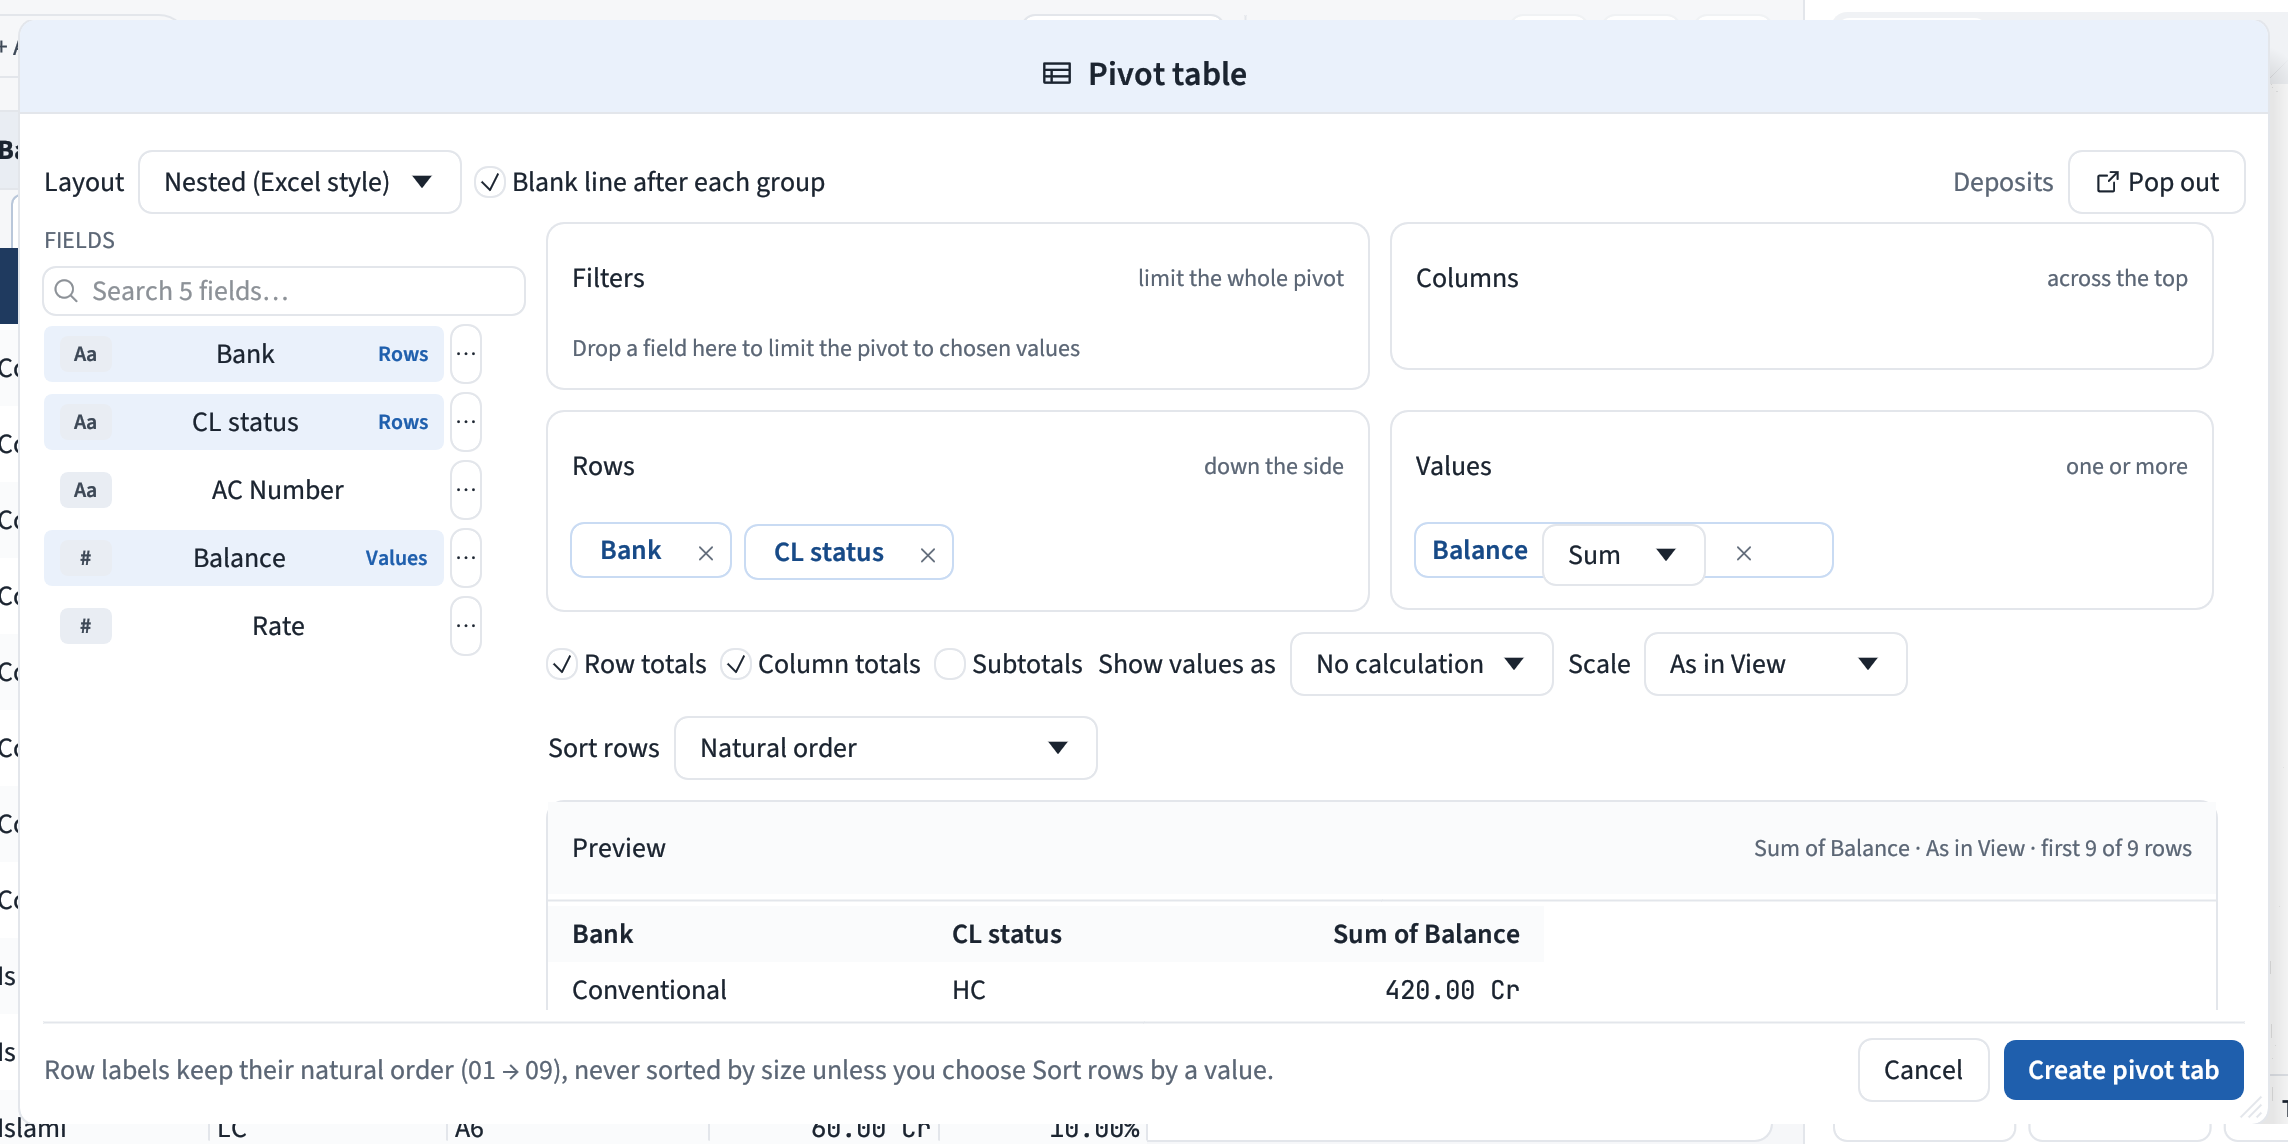 Pivot table
Layout Nested (Excel style) Blank line after each group Deposits Pop out
FIELDS
Search 5 fields…
Aa Bank Rows ...
Aa CL status Rows ...
Aa AC Number ...
# Balance Values ...
# Rate ...
Filters limit the whole pivot
Drop a field here to limit the pivot to chosen values
Columns across the top
Rows down the side
Bank × CL status ×
Values one or more
Balance Sum ×
Row totals Column totals Subtotals Show values as No calculation Scale As in View
Sort rows Natural order
Preview Sum of Balance · As in View · first 9 of 9 rows
Bank CL status Sum of Balance
Conventional HC 420.00 Cr
Row labels keep their natural order (01 → 09), never sorted by size unless you choose Sort rows by a value.
Cancel Create pivot tab
Islami LC A6 60.00 Cr 10.00%